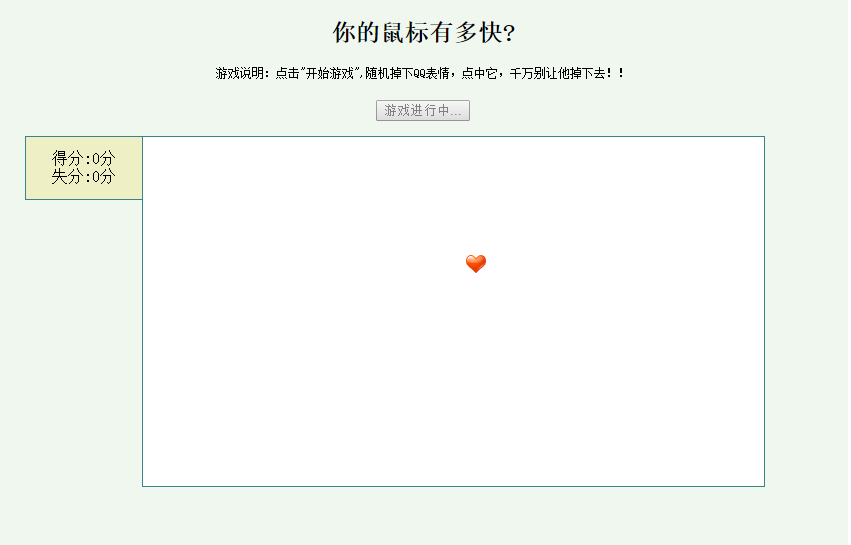 你的鼠标有多快?
游戏说明：点击"开始游戏",随机掉下QQ表情，点中它，千万别让他掉下去！！
游戏进行中...
得分:0分
失分:0分